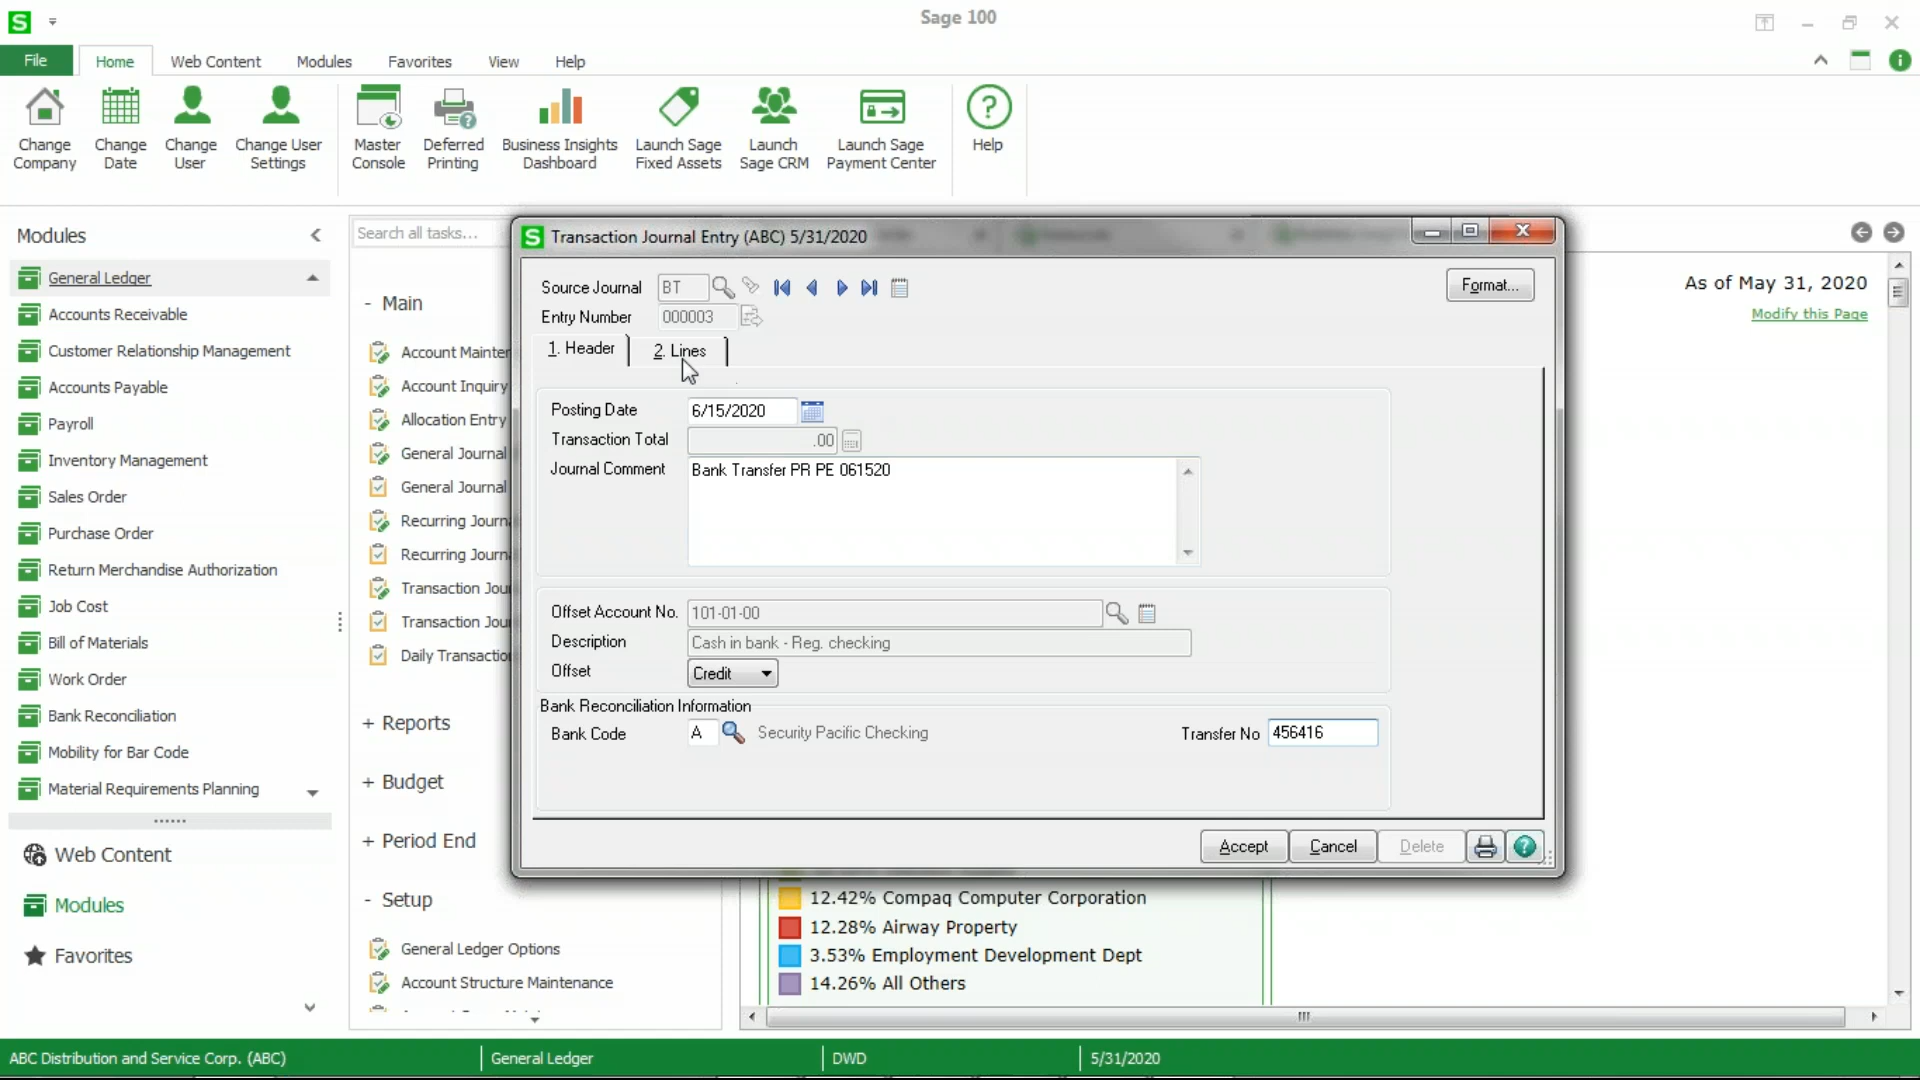 S
Sage 100
File
Home
Web Content
Modules
Favorites
View
Help
Change Company
Change Date
Change User
Change User Settings
Master Console
Deferred Printing
Business Insights Dashboard
Launch Sage Fixed Assets
Launch Sage CRM
Launch Sage Payment Center
Help
Modules
General Ledger
Accounts Receivable
Customer Relationship Management
Accounts Payable
Payroll
Inventory Management
Sales Order
Purchase Order
Return Merchandise Authorization
Job Cost
Bill of Materials
Work Order
Bank Reconciliation
Mobility for Bar Code
Material Requirements Planning
Web Content
Modules
Favorites
Search all tasks...
- Main
Account Mainter
Account Inquiry
Allocation Entry
General Journal
General Journal
Recurring Journ
Recurring Journ
Transaction Jou
Transaction Jou
Daily Transactio
+ Reports
+ Budget
+ Period End
- Setup
General Ledger Options
Account Structure Maintenance
S Transaction Journal Entry (ABC) 5/31/2020
Source Journal BT
Format...
Entry Number 000003
1. Header
2. Lines
Posting Date 6/15/2020
Transaction Total .00
Journal Comment Bank Transfer PR PE 061520
Offset Account No. 101-01-00
Description Cash in bank - Reg. checking
Offset Credit
Bank Reconciliation Information
Bank Code A Security Pacific Checking Transfer No 456416
Accept
Cancel
Delete
As of May 31, 2020
Modify this Page
12.42% Compaq Computer Corporation
12.28% Airway Property
3.53% Employment Development Dept
14.26% All Others
ABC Distribution and Service Corp. (ABC)
General Ledger
DWD
5/31/2020